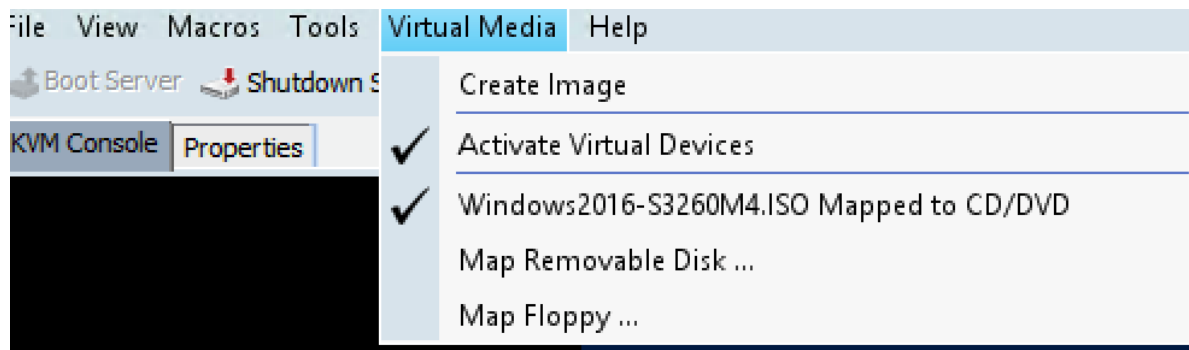 File View Macros Tools Virtual Media Help
Boot Server Shutdown S
Create Image
KVM Console Properties
Activate Virtual Devices
Windows2016-S3260M4.ISO Mapped to CD/DVD
Map Removable Disk ...
Map Floppy ...